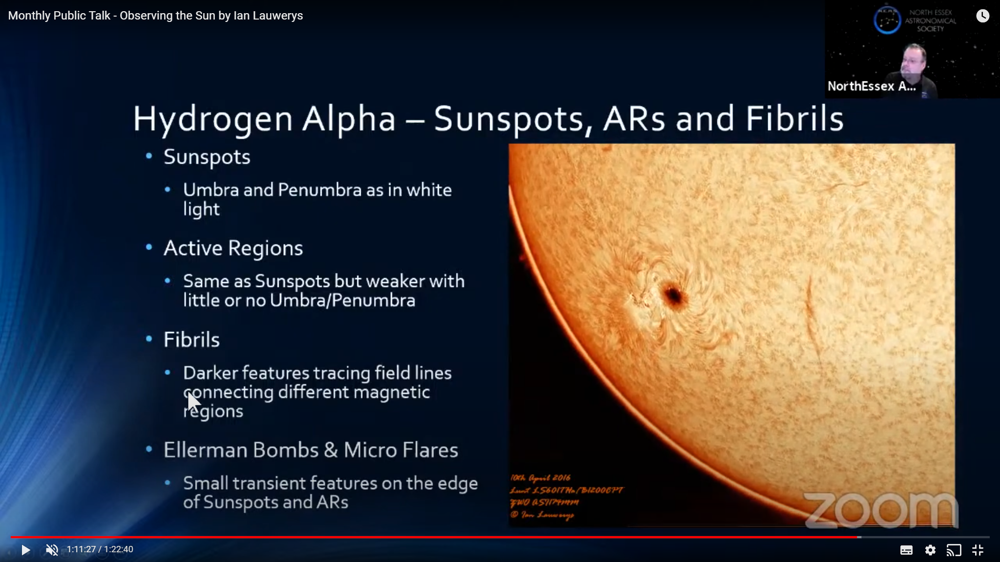 Monthly Public Talk - Observing the Sun by Ian Lauwerys
N.E.A.S
NORTH ESSEX
ASTRONOMICAL
SOCIETY
NorthEssex A...
Hydrogen Alpha – Sunspots, ARs and Fibrils
• Sunspots
• Umbra and Penumbra as in white
light
• Active Regions
• Same as Sunspots but weaker with
little or no Umbra/Penumbra
• Fibrils
• Darker features tracing field lines
connecting different magnetic
regions
• Ellerman Bombs & Micro Flares
• Small transient features on the edge
of Sunspots and ARs
10th April 2016
Lunt LS60THa/B1200CPT
ZWO ASI174MM
© Ian Lauwerys
zoom
1:11:27 / 1:22:40